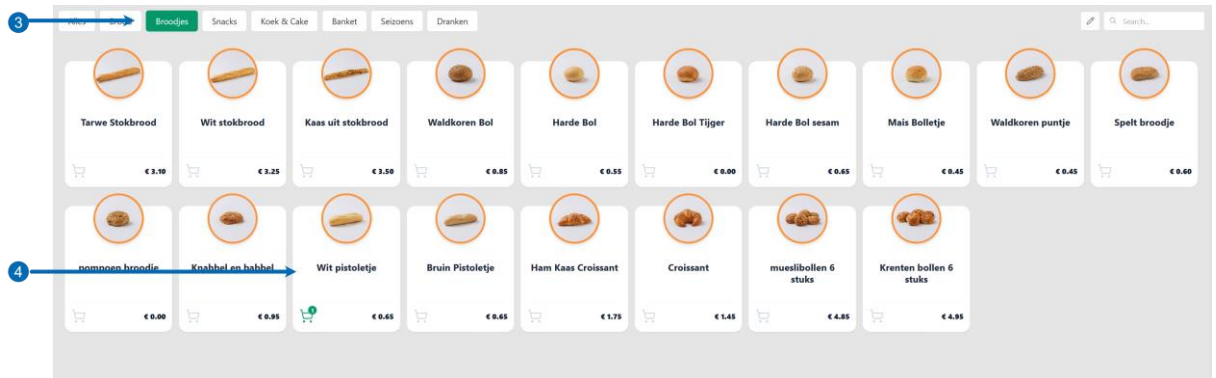 3
Alles Brood Broodjes Snacks Koek & Cake Banket Seizoens Dranken Search...
Tarwe Stokbrood Wit stokbrood Kaas uit stokbrood Waldkoren Bol Harde Bol Harde Bol Tijger Harde Bol sesam Mais Bolletje Waldkoren puntje Spelt broodje
€ 3.10 € 3.25 € 3.50 € 0.85 € 0.55 € 0.00 € 0.65 € 0.45 € 0.45 € 0.60
4
pompoen broodje Knabbel en babbel Wit pistoletje Bruin Pistoletje Ham Kaas Croissant Croissant mueslibollen 6 Krenten bollen 6
stuks stuks
1
€ 0.00 € 0.95 € 0.65 € 0.65 € 1.75 € 1.45 € 4.85 € 4.95